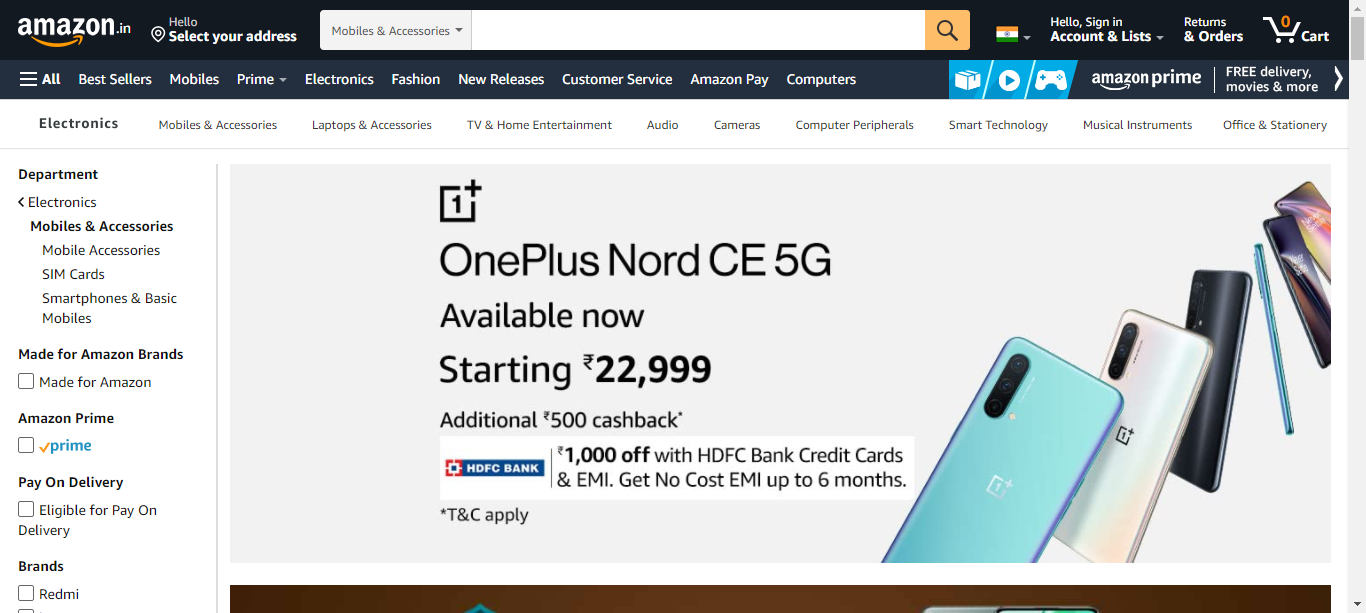 amazon.in
Hello
Select your address
Mobiles & Accessories
Hello, Sign in
Account & Lists
Returns
& Orders
0
Cart
All
Best Sellers
Mobiles
Prime
Electronics
Fashion
New Releases
Customer Service
Amazon Pay
Computers
amazon prime
FREE delivery,
movies & more
Electronics
Mobiles & Accessories
Laptops & Accessories
TV & Home Entertainment
Audio
Cameras
Computer Peripherals
Smart Technology
Musical Instruments
Office & Stationery
Department
Electronics
Mobiles & Accessories
Mobile Accessories
SIM Cards
Smartphones & Basic
Mobiles
Made for Amazon Brands
Made for Amazon
Amazon Prime
prime
Pay On Delivery
Eligible for Pay On
Delivery
Brands
Redmi
1+
OnePlus Nord CE 5G
Available now
Starting ₹22,999
Additional ₹500 cashback*
HDFC BANK
₹1,000 off with HDFC Bank Credit Cards
& EMI. Get No Cost EMI up to 6 months.
*T&C apply